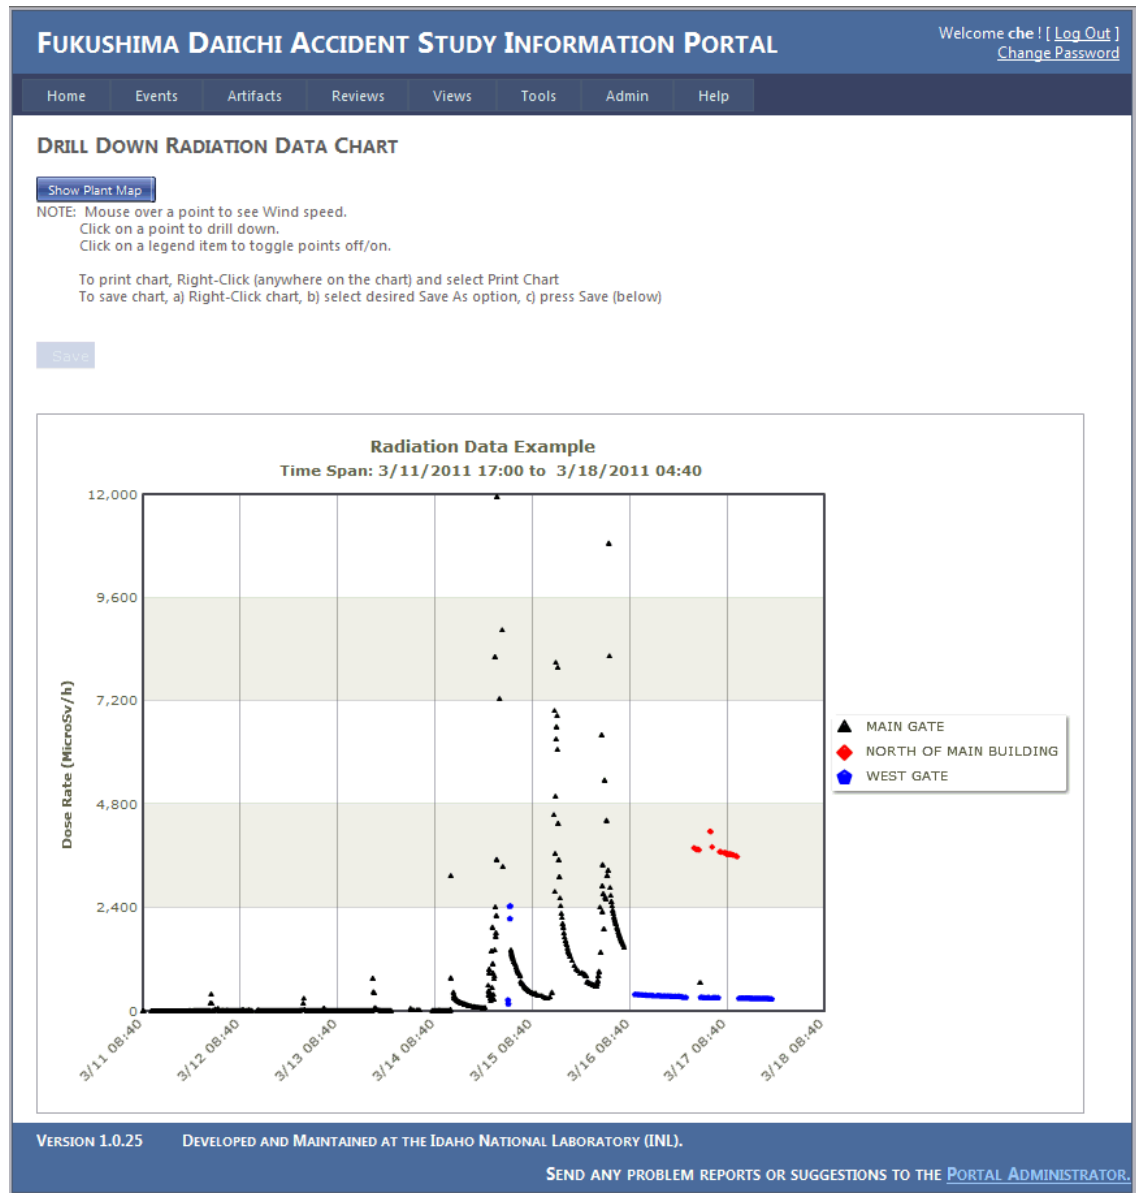 FUKUSHIMA DAIICHI ACCIDENT STUDY INFORMATION PORTAL
Welcome che ! [ Log Out ]
Change Password
Home Events Artifacts Reviews Views Tools Admin Help
DRILL DOWN RADIATION DATA CHART
Show Plant Map
NOTE: Mouse over a point to see Wind speed.
Click on a point to drill down.
Click on a legend item to toggle points off/on.
To print chart, Right-Click (anywhere on the chart) and select Print Chart
To save chart, a) Right-Click chart, b) select desired Save As option, c) press Save (below)
Save
Radiation Data Example
Time Span: 3/11/2011 17:00 to 3/18/2011 04:40
Dose Rate (MicroSv/h)
12,000
9,600
7,200
4,800
2,400
0
3/11 08:40
3/12 08:40
3/13 08:40
3/14 08:40
3/15 08:40
3/16 08:40
3/17 08:40
3/18 08:40
MAIN GATE
NORTH OF MAIN BUILDING
WEST GATE
VERSION 1.0.25 DEVELOPED AND MAINTAINED AT THE IDAHO NATIONAL LABORATORY (INL).
SEND ANY PROBLEM REPORTS OR SUGGESTIONS TO THE PORTAL ADMINISTRATOR.